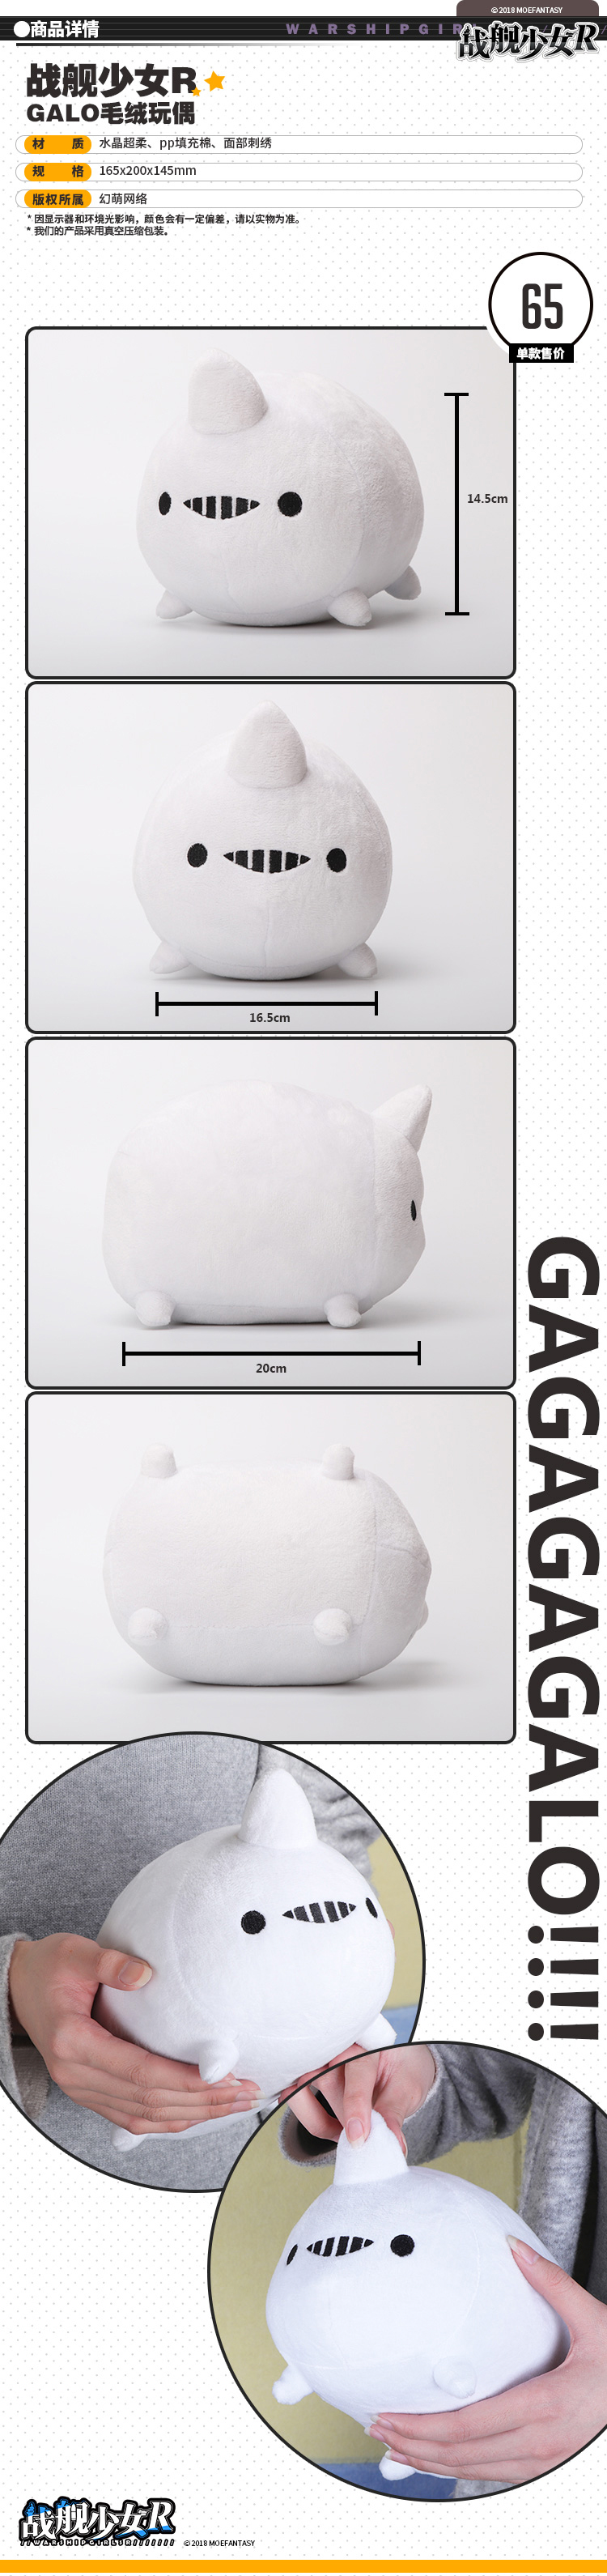 © 2018 MOEFANTASY
●商品详情
WARSHIPGIR
战舰少女R
战舰少女R
GALO毛绒玩偶
材 质 水晶超柔、pp填充棉、面部刺绣
规 格 165x200x145mm
版权所属 幻萌网络
* 因显示器和环境光影响，颜色会有一定偏差，请以实物为准。
* 我们的产品采用真空压缩包装。
65
单款售价
14.5cm
16.5cm
20cm
GAGAGAGALO!!!!
战舰少女R
© 2018 MOEFANTASY